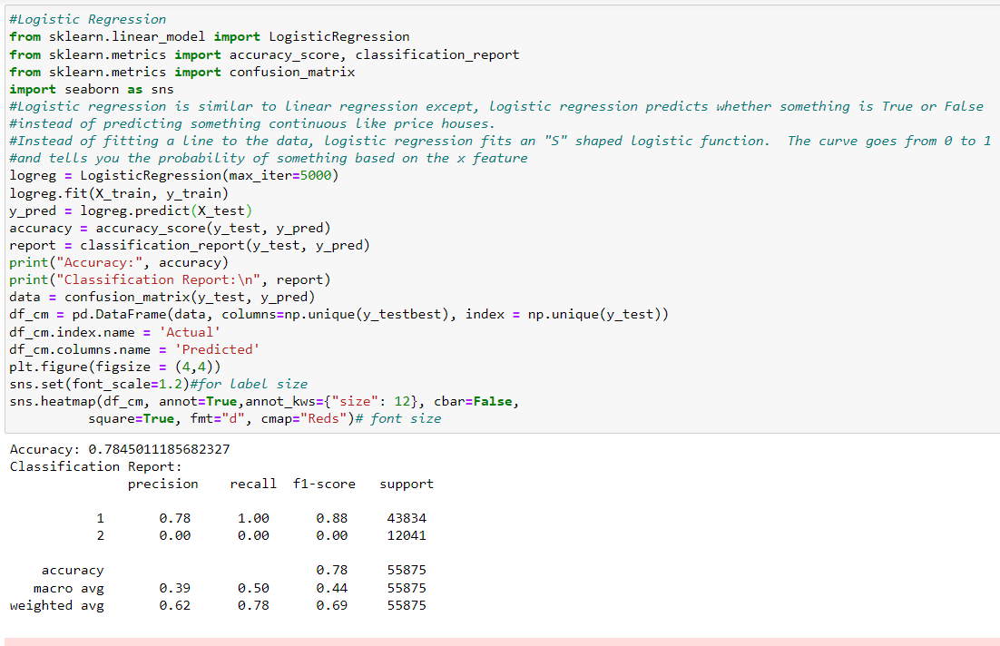 #Logistic Regression
from sklearn.linear_model import LogisticRegression
from sklearn.metrics import accuracy_score, classification_report
from sklearn.metrics import confusion_matrix
import seaborn as sns
#Logistic regression is similar to linear regression except, logistic regression predicts whether something is True or False
#instead of predicting something continuous like price houses.
#Instead of fitting a line to the data, logistic regression fits an "S" shaped logistic function.  The curve goes from 0 to 1
#and tells you the probability of something based on the x feature
logreg = LogisticRegression(max_iter=5000)
logreg.fit(X_train, y_train)
y_pred = logreg.predict(X_test)
accuracy = accuracy_score(y_test, y_pred)
report = classification_report(y_test, y_pred)
print("Accuracy:", accuracy)
print("Classification Report:\n", report)
data = confusion_matrix(y_test, y_pred)
df_cm = pd.DataFrame(data, columns=np.unique(y_testbest), index = np.unique(y_test))
df_cm.index.name = 'Actual'
df_cm.columns.name = 'Predicted'
plt.figure(figsize = (4,4))
sns.set(font_scale=1.2)#for label size
sns.heatmap(df_cm, annot=True,annot_kws={"size": 12}, cbar=False,
          square=True, fmt="d", cmap="Reds")# font size
Accuracy: 0.7845011185682327
Classification Report:
               precision    recall  f1-score   support
           1       0.78      1.00      0.88     43834
           2       0.00      0.00      0.00     12041
    accuracy                           0.78     55875
   macro avg       0.39      0.50      0.44     55875
weighted avg       0.62      0.78      0.69     55875